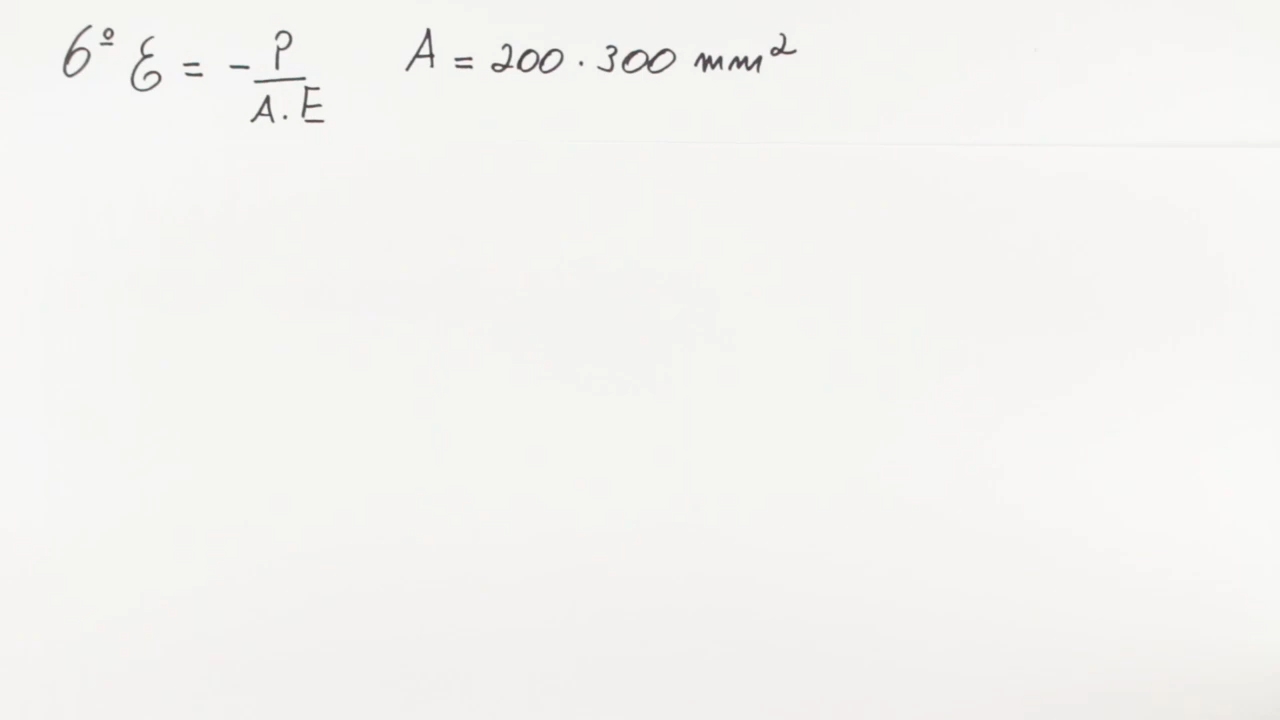 6º ε = - P / A.E   A = 200 · 300 mm²